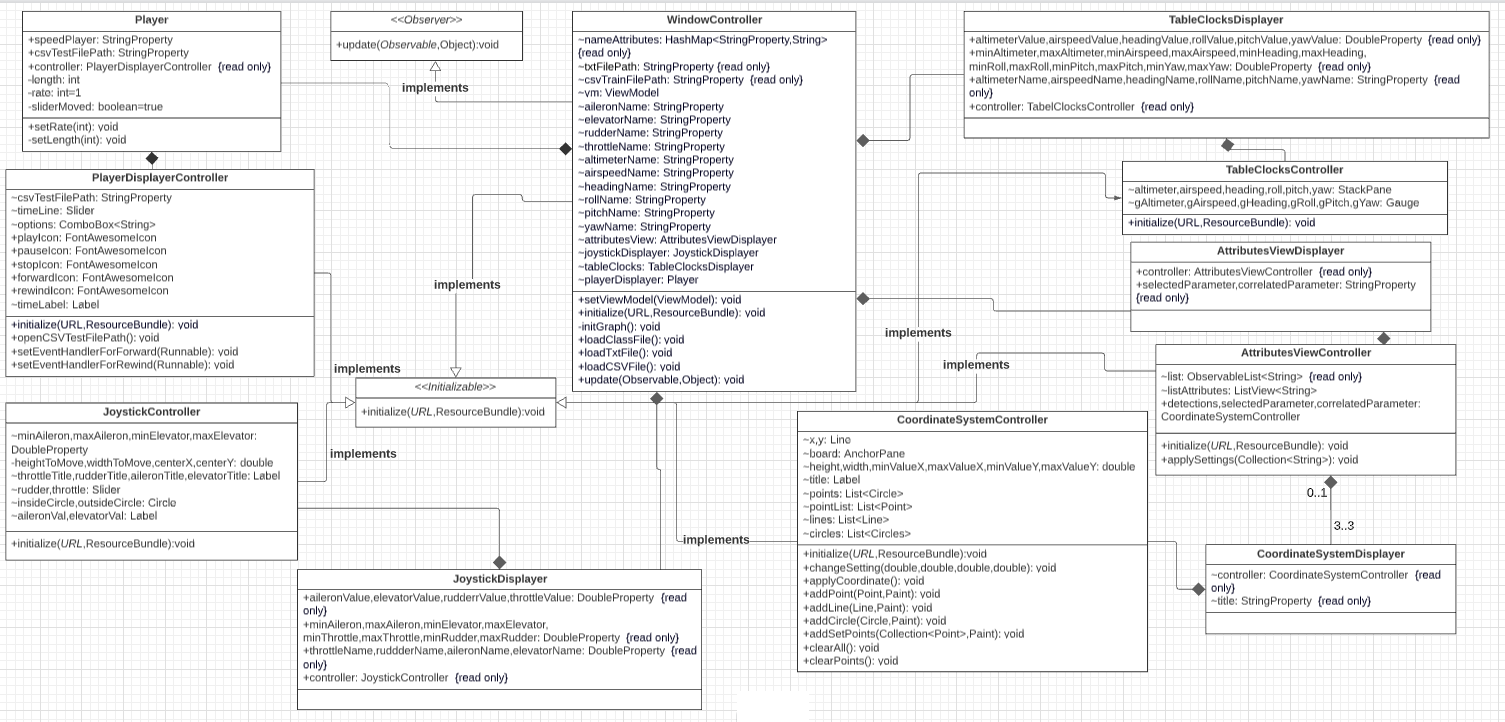 Player
+speedPlayer: StringProperty
+csvTestFilePath: StringProperty
+controller: PlayerDisplayerController {read only}
-length: int
-rato: int=1
-sliderMoved: boolean=true
+setRate(int): void
-setLength(int): void
<<Observer>>
+update(Observable,Object):void
implements
WindowController
~nameAttributes: HashMap<StringProperty,String>
{read only}
~txtFilePath: StringProperty {read only}
~csvTrainFilePath: StringProperty {read only}
~vm: ViewModel
~aileronName: StringProperty
~elevatorName: StringProperty
~rudderName: StringProperty
~throttleName: StringProperty
~altimeterName: StringProperty
~airspeedName: StringProperty
~headingName: StringProperty
~rollName: StringProperty
~pitchName: StringProperty
~yawName: StringProperty
~attributesView: AttributesViewDisplayer
~joystickDisplayer: JoystickDisplayer
~tableClocks: TableClocksDisplayer
~playerDisplayer: Player
+setViewModel(ViewModel): void
+initialize(URL,ResourceBundle): void
-initGraph(): void
+loadClassFile(): void
+loadTxtFile(): void
+loadCSVFile(): void
+update(Observable,Object): void
TableClocksDisplayer
+altimeterValue,airspeedValue,headingValue,rollValue,pitchValue,yawValue: DoubleProperty {read only}
+minAltimeter,maxAltimeter,minAirspeed,maxAirspeed,minHeading,maxHeading,
minRoll,maxRoll,minPitch,maxPitch,minYaw,maxYaw: DoubleProperty {read only}
+altimeterName,airspeedName,headingName,rollName,pitchName,yawName: StringProperty {read
only}
+controller: TabelClocksController {read only}
TableClocksController
~altimeter,airspeed,heading,roll,pitch,yaw: StackPane
~gAltimeter,gAirspeed,gHeading,gRoll,gPitch,gYaw: Gauge
+initialize(URL,ResourceBundle): void
PlayerDisplayerController
~csvTestFilePath: StringProperty
~timeLine: Slider
~options: ComboBox<String>
+playIcon: FontAwesomeIcon
+pauseIcon: FontAwesomeIcon
+stopIcon: FontAwesomeIcon
+forwardIcon: FontAwesomeIcon
+rewindIcon: FontAwesomeIcon
~timeLabel: Label
+initialize(URL,ResourceBundle): void
+openCSVTestFilePath(): void
+setEventHandlerForForward(Runnable): void
+setEventHandlerForRewind(Runnable): void
implements
implements
implements
<<Initializable>>
+initialize(URL,ResourceBundle):void
AttributesViewDisplayer
+controller: AttributesViewController {read only}
+selectedParameter,correlatedParameter: StringProperty
{read only}
implements
implements
AttributesViewController
~list: ObservableList<String> {read only}
~listAttributes: ListView<String>
+detections,selectedParameter,correlatedParameter:
CoordinateSystemController
+initialize(URL,ResourceBundle): void
+applySettings(Collection<String>): void
0..1
3..3
JoystickController
~minAileron,maxAileron,minElevator,maxElevator:
DoubleProperty
-heightToMove,widthToMove,centerX,centerY: double
~throttleTitle,rudderTitle,aileronTitle,elevatorTitle: Label
~rudder,throttle: Slider
~insideCircle,outsideCircle: Circle
~aileronVal,elevatorVal: Label
+initialize(URL,ResourceBundle):void
implements
CoordinateSystemController
~x,y: Line
~board: AnchorPane
~height,width,minValueX,maxValueX,minValueY,maxValueY: double
~title: Label
~points: List<Circle>
~pointList: List<Point>
~lines: List<Line>
~circles: List<Circles>
+initialize(URL,ResourceBundle):void
+changeSetting(double,double,double,double): void
+applyCoordinate(): void
+addPoint(Point,Paint): void
+addLine(Line,Paint): void
+addCircle(Circle,Paint): void
+addSetPoints(Collection<Point>,Paint): void
+clearAll(): void
+clearPoints(): void
CoordinateSystemDisplayer
~controller: CoordinateSystemController {read
only}
~title: StringProperty {read only}
JoystickDisplayer
+aileronValue,elevatorValue,rudderrValue,throttleValue: DoubleProperty {read
only}
+minAileron,maxAileron,minElevator,maxElevator,
minThrottle,maxThrottle,minRudder,maxRudder: DoubleProperty {read only}
+throttleName,ruddderName,aileronName,elevatorName: DoubleProperty {read
only}
+controller: JoystickController {read only}